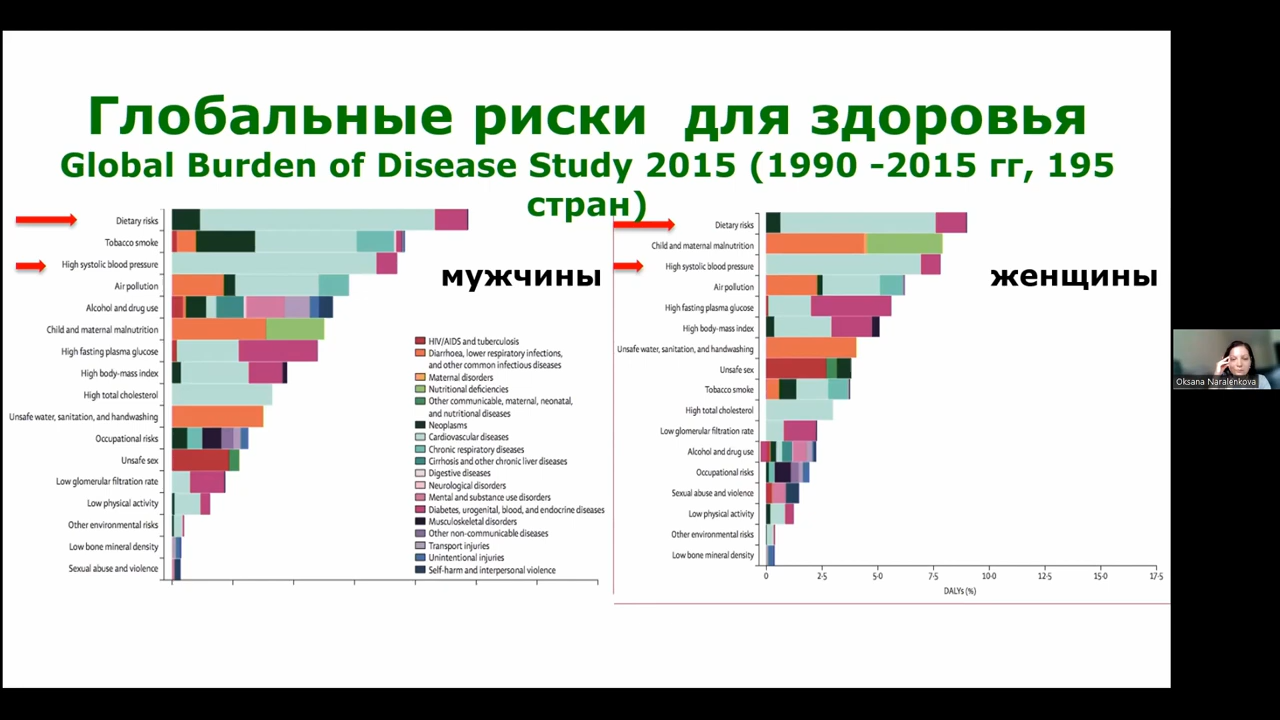 Глобальные риски для здоровья
Global Burden of Disease Study 2015 (1990 -2015 гг, 195
стран)
мужчины
Dietary risks
Tobacco smoke
High systolic blood pressure
Air pollution
Alcohol and drug use
Child and maternal malnutrition
High fasting plasma glucose
High body-mass index
High total cholesterol
Unsafe water, sanitation, and handwashing
Occupational risks
Unsafe sex
Low glomerular filtration rate
Low physical activity
Other environmental risks
Low bone mineral density
Sexual abuse and violence
HIV/AIDS and tuberculosis
Diarrhoea, lower respiratory infections,
and other common infectious diseases
Maternal disorders
Nutritional deficiencies
Other communicable, maternal, neonatal,
and nutritional diseases
Neoplasms
Cardiovascular diseases
Chronic respiratory diseases
Cirrhosis and other chronic liver diseases
Digestive diseases
Neurological disorders
Mental and substance use disorders
Diabetes, urogenital, blood, and endocrine diseases
Musculoskeletal disorders
Other non-communicable diseases
Transport injuries
Unintentional injuries
Self-harm and interpersonal violence
женщины
Dietary risks
Child and maternal malnutrition
High systolic blood pressure
Air pollution
High fasting plasma glucose
High body-mass index
Unsafe water, sanitation, and handwashing
Unsafe sex
Tobacco smoke
High total cholesterol
Low glomerular filtration rate
Alcohol and drug use
Occupational risks
Sexual abuse and violence
Low physical activity
Other environmental risks
Low bone mineral density
0 2·5 5·0 7·5 10·0 12·5 15·0 17·5
DALYs (%)
Oksana Naralenkova